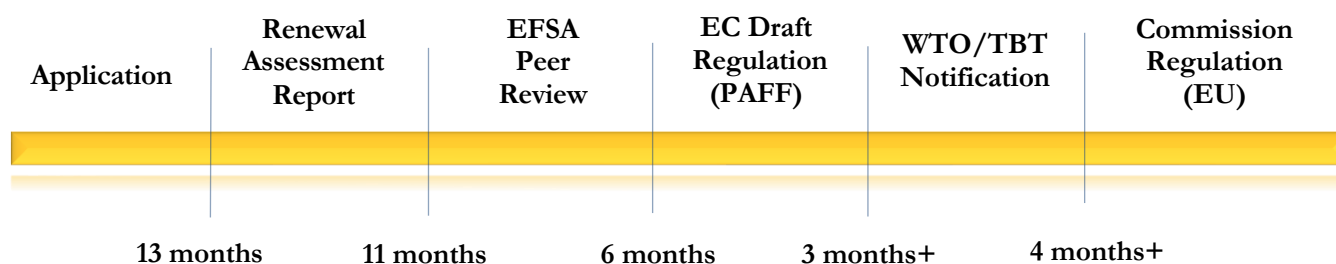 Application
Renewal
Assessment
Report
EFSA
Peer
Review
EC Draft
Regulation
(PAFF)
WTO/TBT
Notification
Commission
Regulation
(EU)
13 months
11 months
6 months
3 months+
4 months+